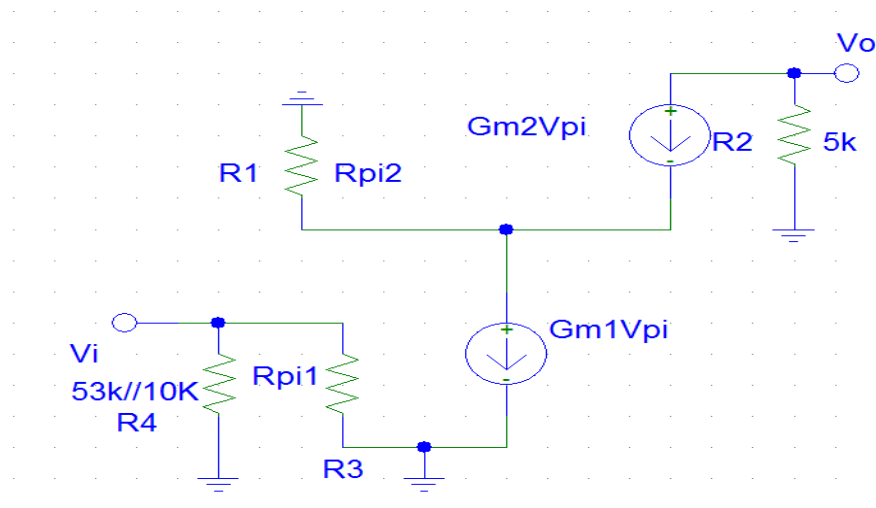 Vo
Gm2Vpi
R2
5k
R1
Rpi2
Gm1Vpi
Vi
Rpi1
53k//10K
R4
R3